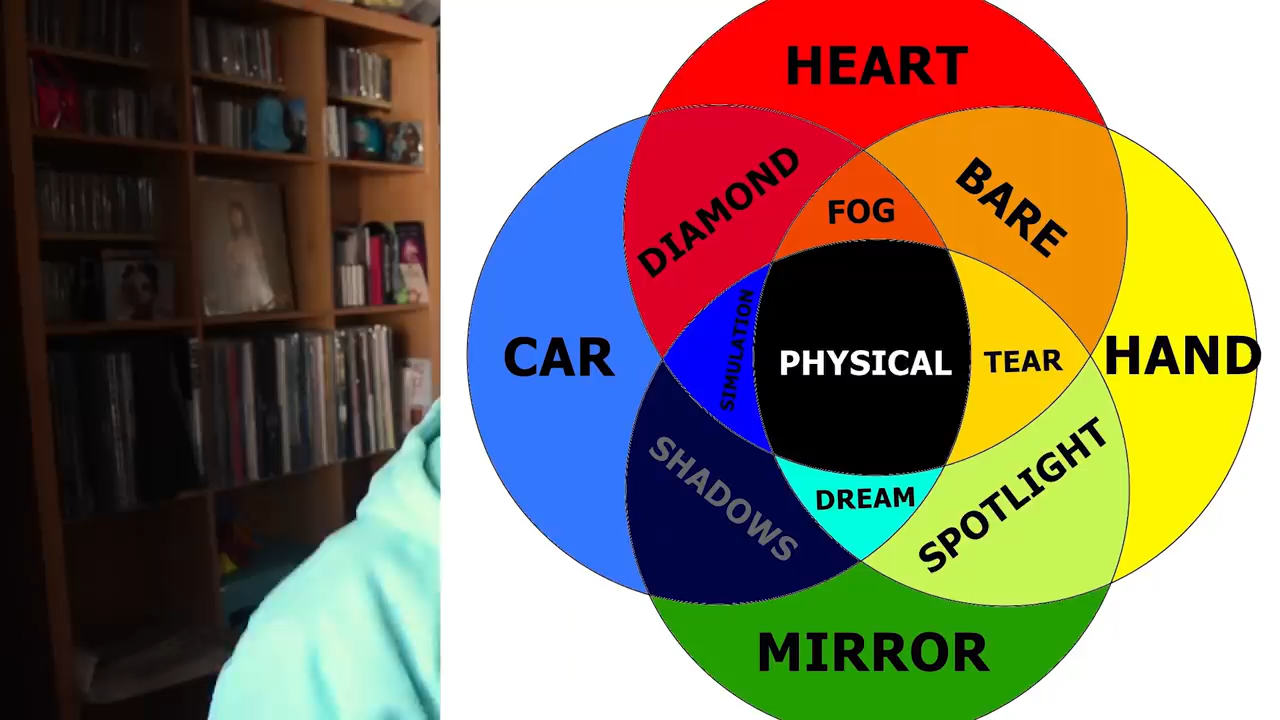 HEART
DIAMOND
BARE
FOG
CAR
SIMULATION
PHYSICAL
TEAR
HAND
SHADOWS
DREAM
SPOTLIGHT
MIRROR